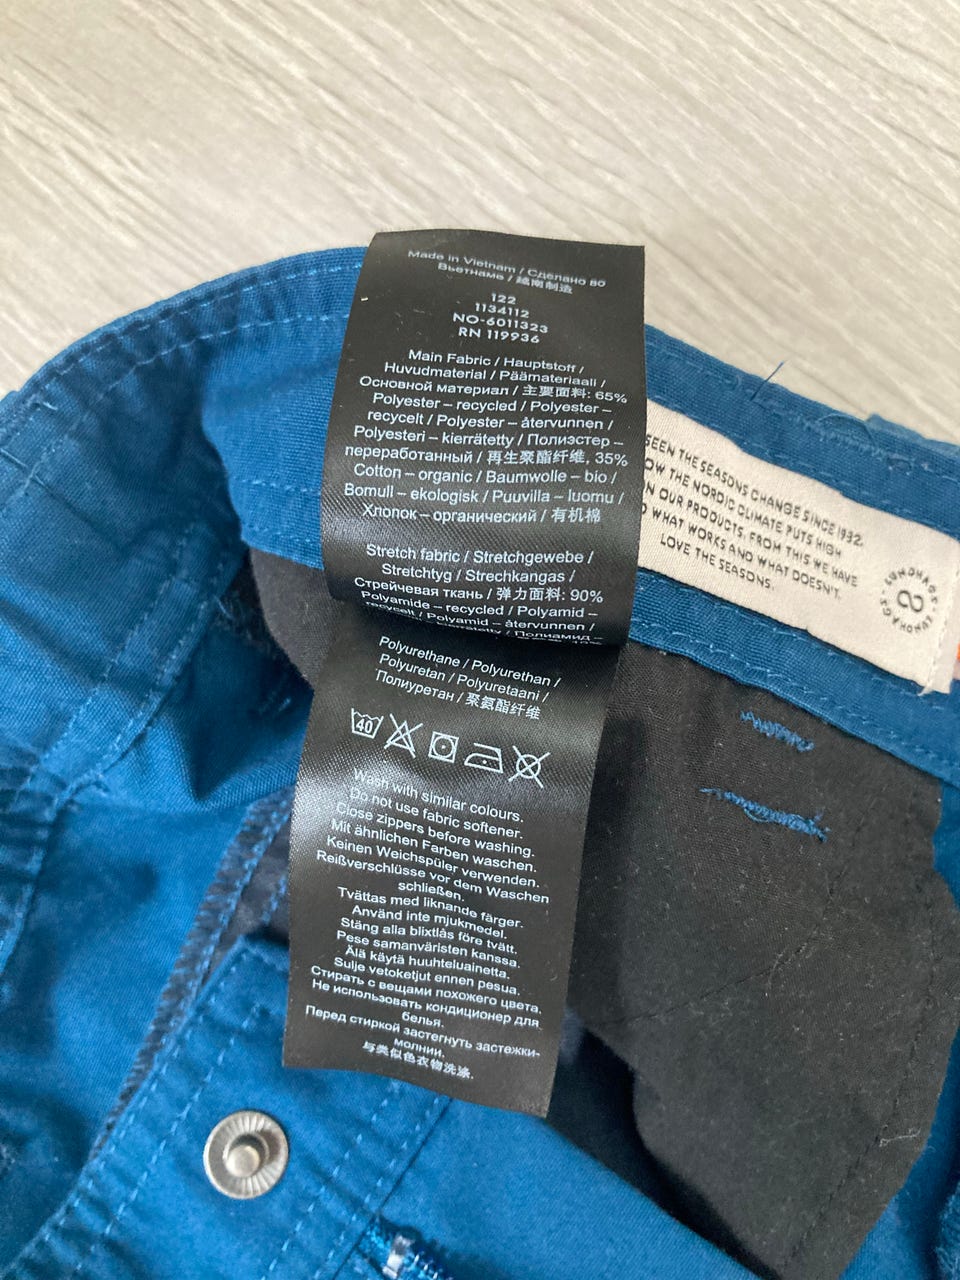 Made in Vietnam / Сделано во
Вьетнаме / 越南制造
122
1134112
NO-6011323
RN 119936
Main Fabric / Hauptstoff /
Huvudmaterial / Päämateriaali /
Основной материал / 主要面料: 65%
Polyester – recycled / Polyester –
recycelt / Polyester – återvunnen /
Polyesteri – kierrätetty / Полиэстер –
переработанный / 再生聚酯纤维, 35%
Cotton – organic / Baumwolle – bio /
Bomull – ekologisk / Puuvilla – luomu /
Хлопок – органический / 有机棉
Stretch fabric / Stretchgewebe /
Stretchtyg / Strechkangas /
Стрейчевая ткань / 弹力面料: 90%
Polyamide – recycled / Polyamid –
recycelt / Polyamid – återvunnen /
Полиамид –
Polyurethane / Polyurethan /
Polyuretan / Polyuretaani /
Полиуретан / 聚氨酯纤维
40
Wash with similar colours.
Do not use fabric softener.
Close zippers before washing.
Mit ähnlichen Farben waschen.
Keinen Weichspüler verwenden.
Reißverschlüsse vor dem Waschen
schließen.
Tvättas med liknande färger.
Använd inte mjukmedel.
Stäng alla blixtlås före tvätt.
Pese samanväristen kanssa.
Älä käytä huuhteluainetta.
Sulje vetoketjut ennen pesua.
Стирать с вещами похожего цвета.
Не использовать кондиционер для
белья.
Перед стиркой застегнуть застежки-
молнии.
与类似色衣物洗涤.
SEEN THE SEASONS CHANGE SINCE 1932.
OW THE NORDIC CLIMATE PUTS HIGH
N OUR PRODUCTS. FROM THIS WE HAVE
WHAT WORKS AND WHAT DOESN'T.
LOVE THE SEASONS.
LUNDHAGS · LUNDHAGS ·